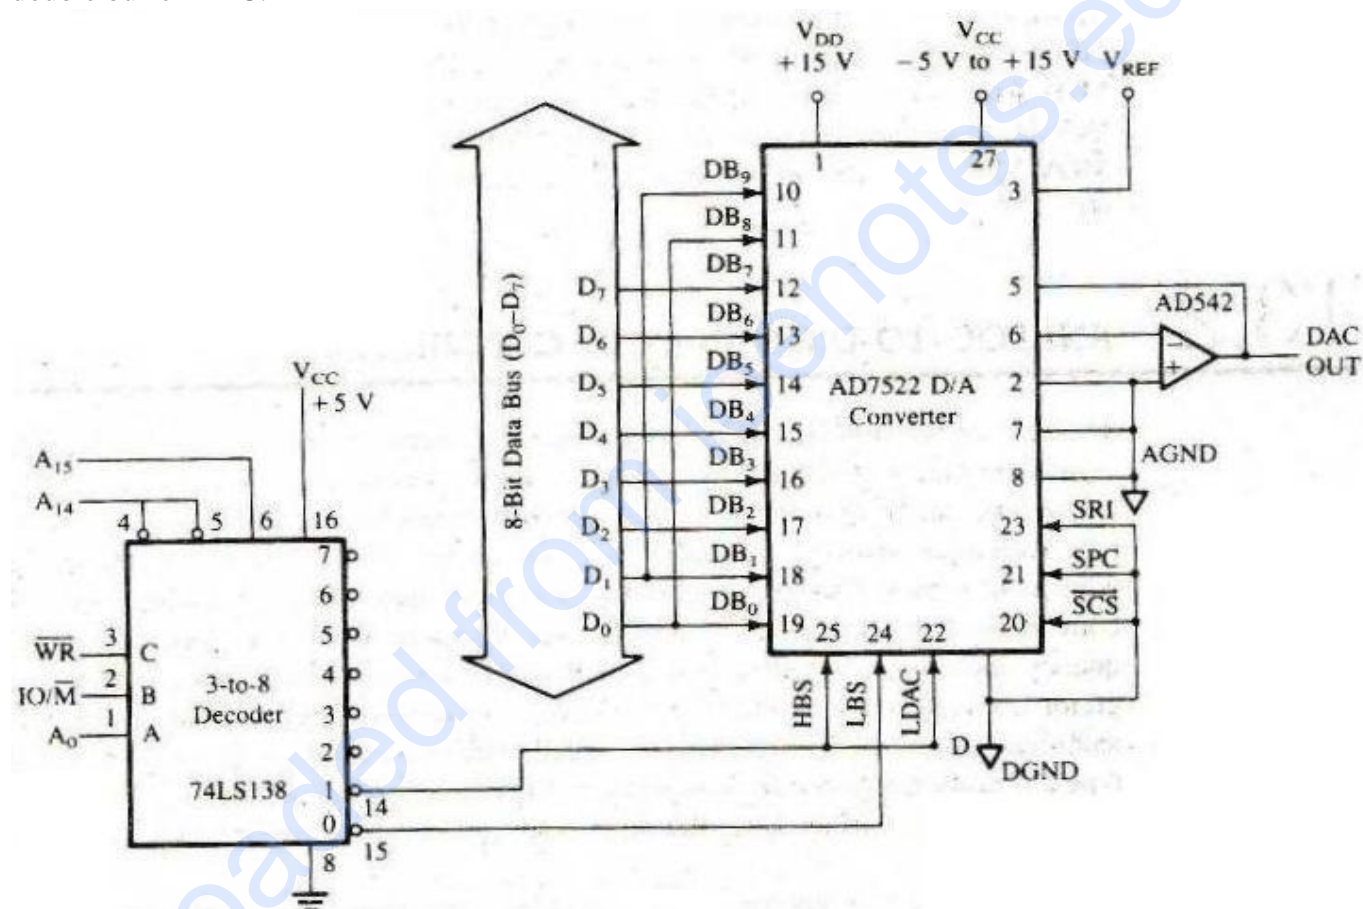 V_DD
+15 V
V_CC
−5 V to +15 V
V_REF
1
27
3
DB9
10
DB8
11
DB7
D7
12
DB6
D6
13
DB5
D5
14
DB4
D4
15
DB3
D3
16
DB2
D2
17
DB1
D1
18
DB0
D0
19
8-Bit Data Bus (D0–D7)
AD7522 D/A
Converter
5
6
2
7
8
AD542
−
+
DAC
OUT
AGND
23
SRI
21
SPC
20
S̅C̅S̅
25
24
22
HBS
LBS
LDAC
D
DGND
V_CC
+5 V
A15
A14
4
5
6
16
W̅R̅
3
C
IO/M̅
2
B
A0
1
A
3-to-8
Decoder
74LS138
7
6
5
4
3
2
1
14
0
15
8
oaded from icenotes.e